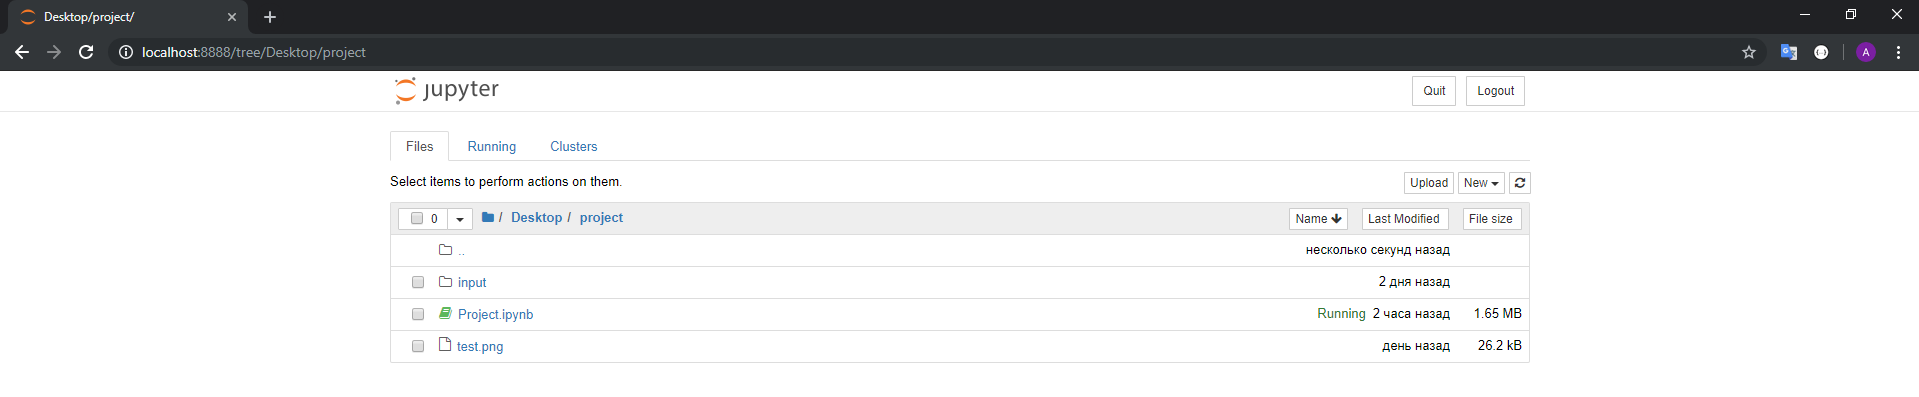 Desktop/project/
localhost:8888/tree/Desktop/project
A
jupyter
Quit Logout
Files Running Clusters
Select items to perform actions on them.
Upload New
0 / Desktop / project Name Last Modified File size
.. несколько секунд назад
input 2 дня назад
Project.ipynb Running 2 часа назад 1.65 MB
test.png день назад 26.2 kB